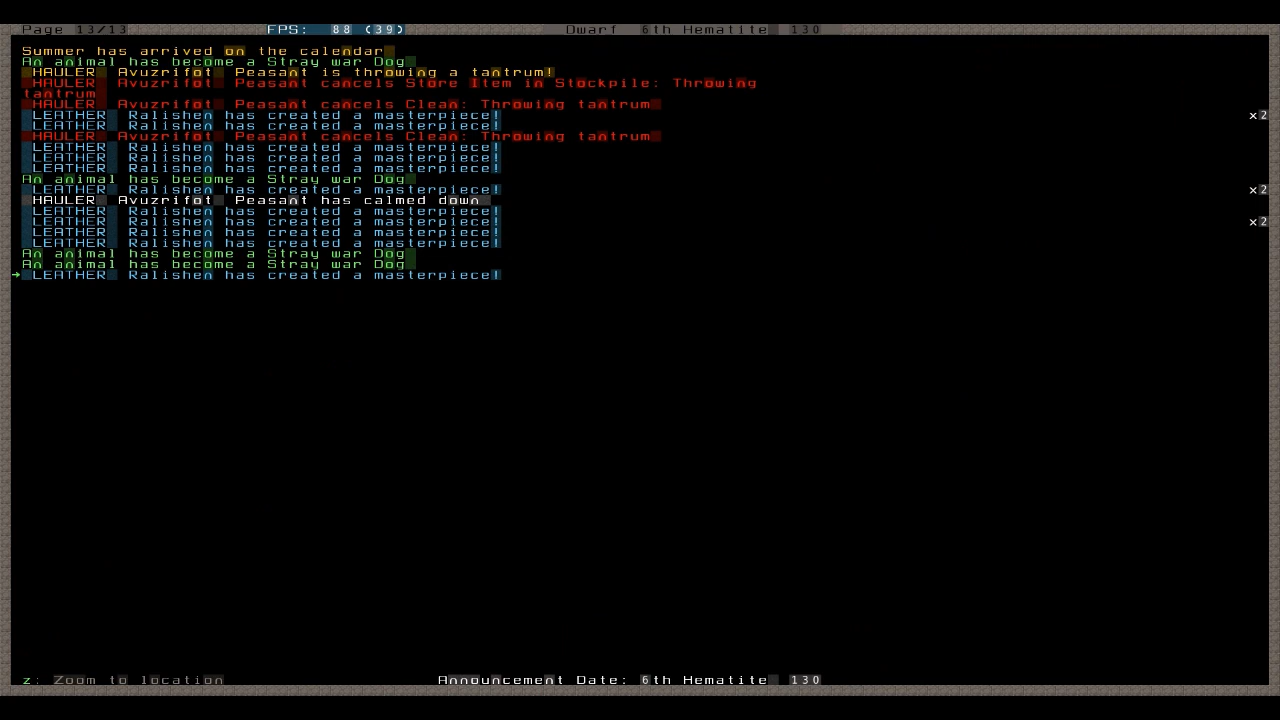 Page 13/13 FPS: 88 (39) Dwarf 6th Hematite 130
Summer has arrived on the calendar
An animal has become a Stray war Dog
HAULER Avuzrifot Peasant is throwing a tantrum!
HAULER Avuzrifot Peasant cancels Store Item in Stockpile: Throwing
tantrum
HAULER Avuzrifot Peasant cancels Clean: Throwing tantrum
LEATHER Ralishen has created a masterpiece! x2
LEATHER Ralishen has created a masterpiece!
HAULER Avuzrifot Peasant cancels Clean: Throwing tantrum
LEATHER Ralishen has created a masterpiece!
LEATHER Ralishen has created a masterpiece!
LEATHER Ralishen has created a masterpiece!
An animal has become a Stray war Dog
LEATHER Ralishen has created a masterpiece! x2
HAULER Avuzrifot Peasant has calmed down
LEATHER Ralishen has created a masterpiece!
LEATHER Ralishen has created a masterpiece! x2
LEATHER Ralishen has created a masterpiece!
LEATHER Ralishen has created a masterpiece!
An animal has become a Stray war Dog
An animal has become a Stray war Dog
LEATHER Ralishen has created a masterpiece!
z: Zoom to location Announcement Date: 6th Hematite 130